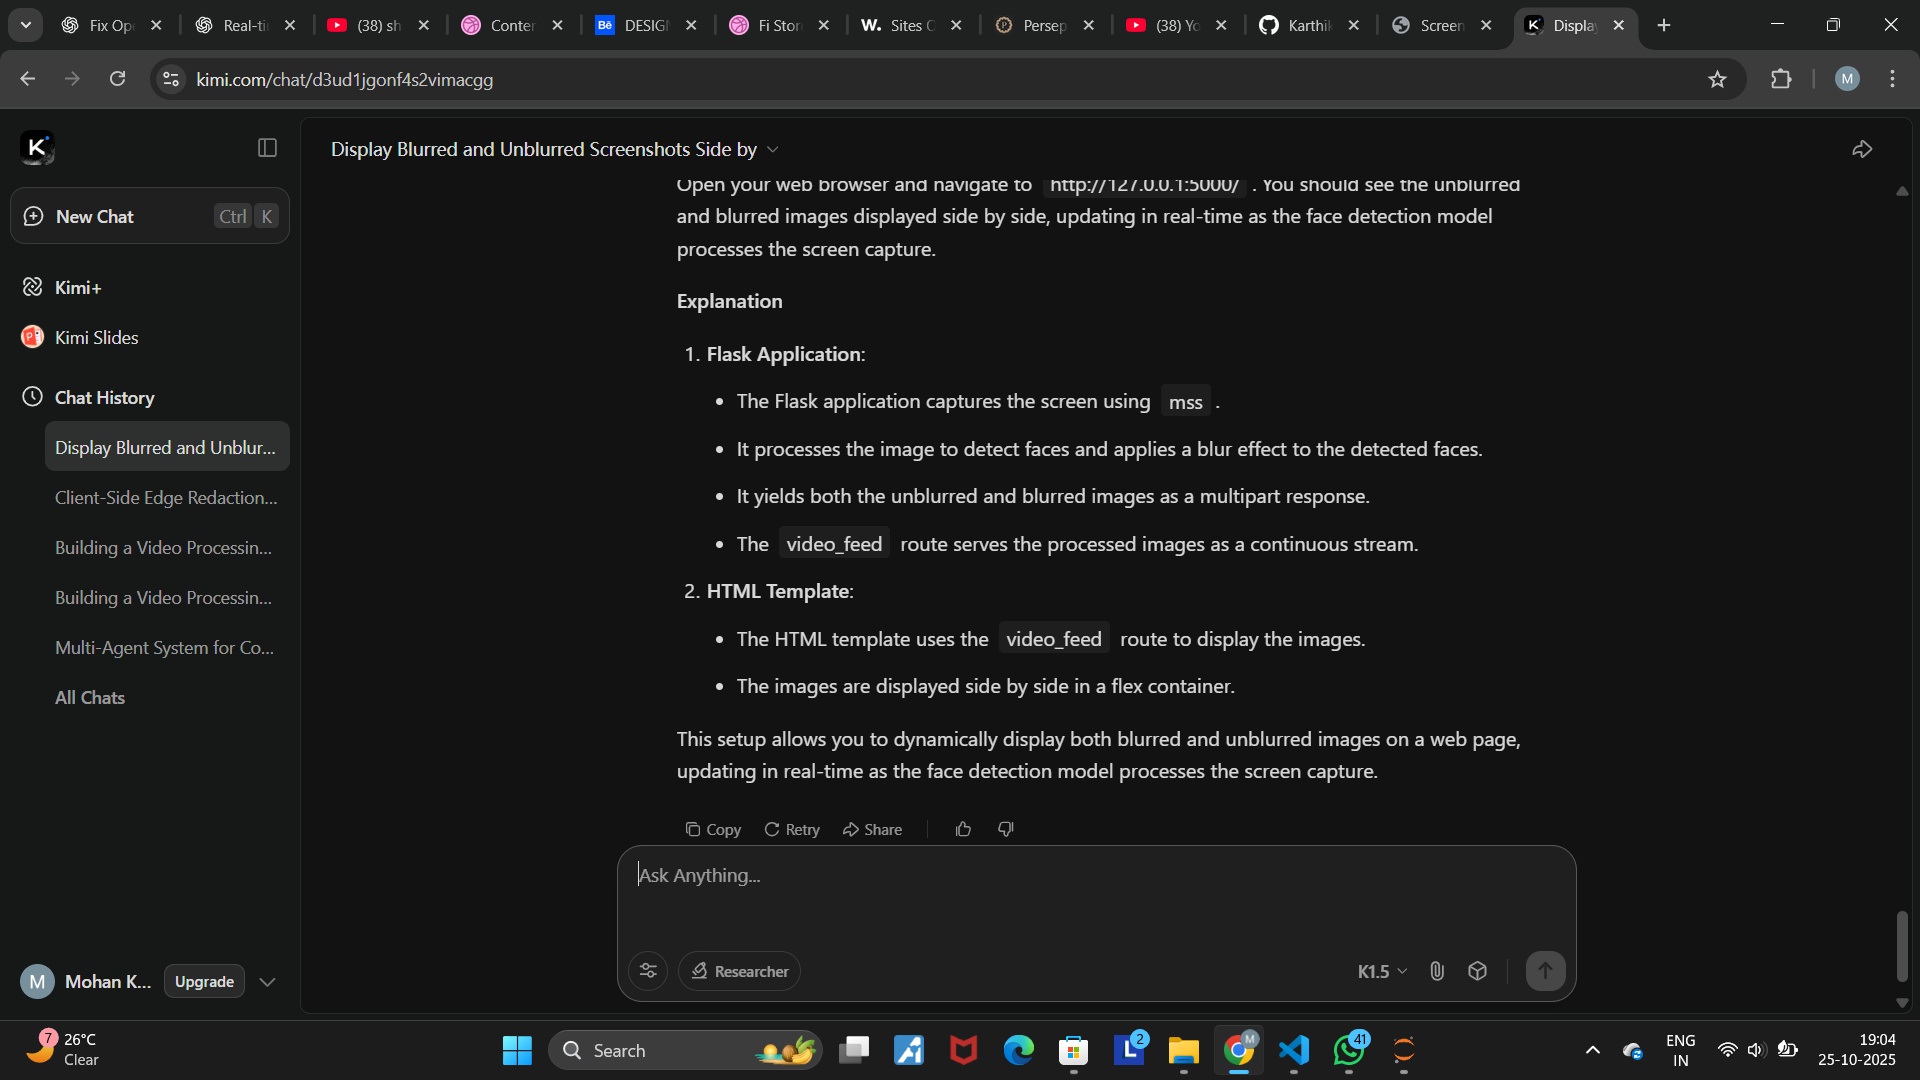 Fix Op
Real-ti
(38) sh
Conter
Bē DESIGI
Fi Stor
W. Sites C
Persep
(38) Yo
Karthik
Screen
K Display
kimi.com/chat/d3ud1jgonf4s2vimacgg
M
K
New Chat Ctrl K
Kimi+
Kimi Slides
Chat History
Display Blurred and Unblur...
Client-Side Edge Redaction...
Building a Video Processin...
Building a Video Processin...
Multi-Agent System for Co...
All Chats
M Mohan K... Upgrade
Display Blurred and Unblurred Screenshots Side by
Open your web browser and navigate to http://127.0.0.1:5000/ . You should see the unblurred
and blurred images displayed side by side, updating in real-time as the face detection model
processes the screen capture.
Explanation
1. Flask Application:
• The Flask application captures the screen using mss .
• It processes the image to detect faces and applies a blur effect to the detected faces.
• It yields both the unblurred and blurred images as a multipart response.
• The video_feed route serves the processed images as a continuous stream.
2. HTML Template:
• The HTML template uses the video_feed route to display the images.
• The images are displayed side by side in a flex container.
This setup allows you to dynamically display both blurred and unblurred images on a web page,
updating in real-time as the face detection model processes the screen capture.
Copy Retry Share
Ask Anything...
Researcher
K1.5
7 26°C
Clear
Search
L 2
M
41
ENG
IN
19:04
25-10-2025